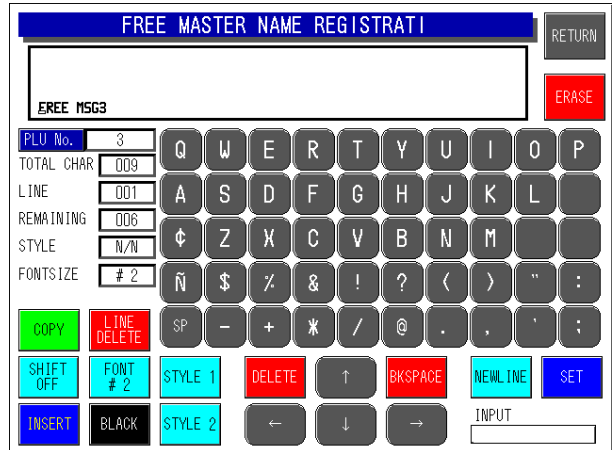 FREE MASTER NAME REGISTRATI
RETURN
FREE MSG3
ERASE
PLU No. 3
TOTAL CHAR 009
LINE 001
REMAINING 006
STYLE N/N
FONTSIZE # 2
Q W E R T Y U I O P
A S D F G H J K L
¢ Z X C V B N M
Ñ $ % & ! ? < > " :
SP - + * / @ . , ' ;
COPY LINE DELETE
SHIFT OFF FONT # 2 STYLE 1 DELETE ↑ BKSPACE NEWLINE SET
INSERT BLACK STYLE 2 ← ↓ → INPUT